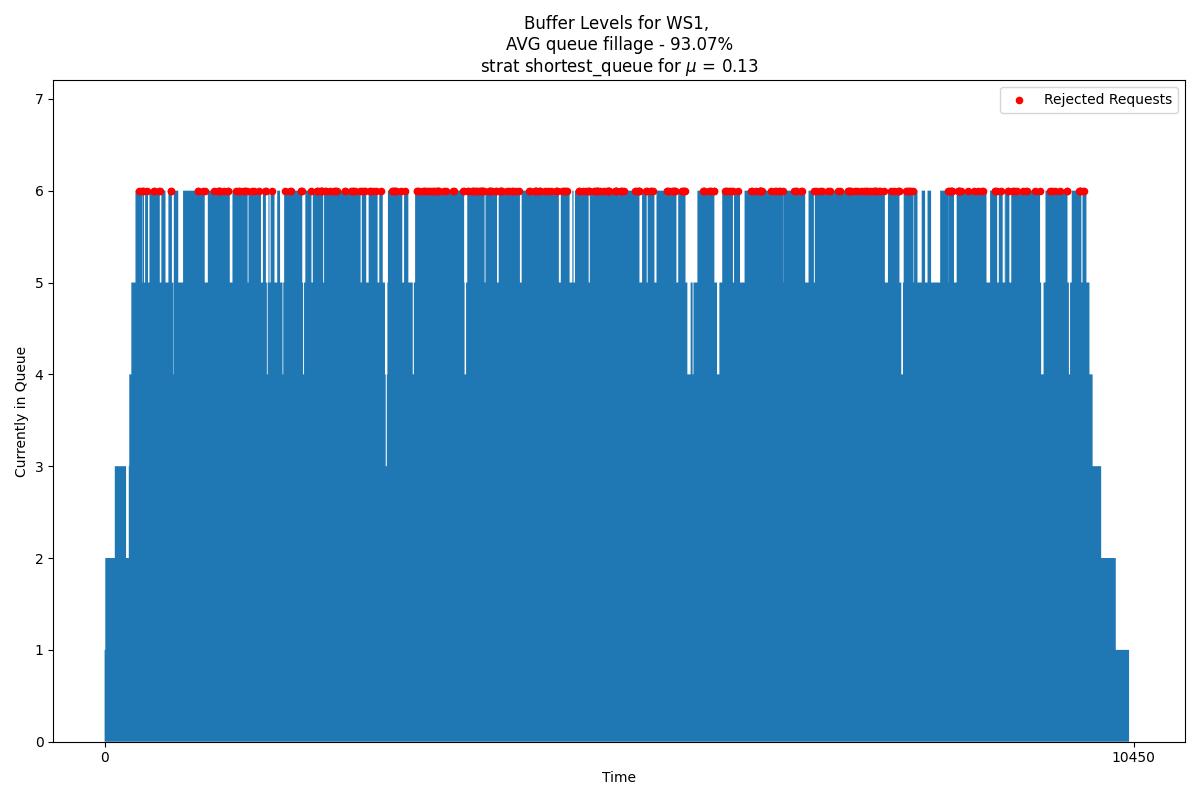 Buffer Levels for WS1,
AVG queue fillage - 93.07%
strat shortest_queue for μ = 0.13
Rejected Requests
7
6
5
4
3
2
1
0
Currently in Queue
0
10450
Time